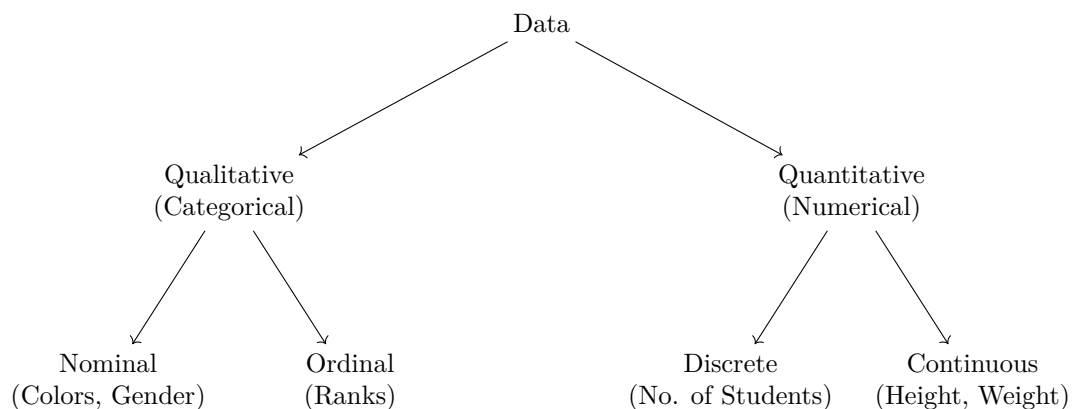 Data
Qualitative
(Categorical)
Quantitative
(Numerical)
Nominal
(Colors, Gender)
Ordinal
(Ranks)
Discrete
(No. of Students)
Continuous
(Height, Weight)